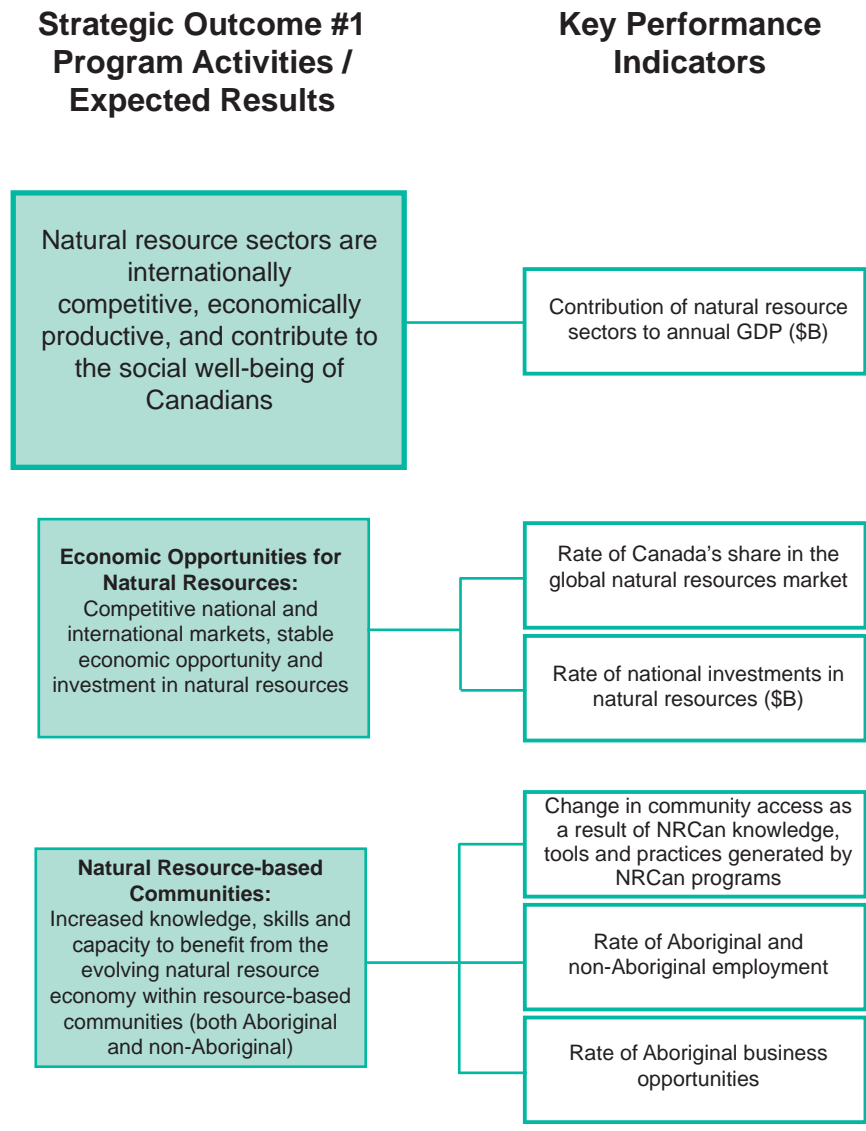 Strategic Outcome #1
Program Activities /
Expected Results
Key Performance
Indicators
Natural resource sectors are
internationally
competitive, economically
productive, and contribute to
the social well-being of
Canadians
Contribution of natural resource
sectors to annual GDP ($B)
Economic Opportunities for
Natural Resources:
Competitive national and
international markets, stable
economic opportunity and
investment in natural resources
Rate of Canada’s share in the
global natural resources market
Rate of national investments in
natural resources ($B)
Natural Resource-based
Communities:
Increased knowledge, skills and
capacity to benefit from the
evolving natural resource
economy within resource-based
communities (both Aboriginal
and non-Aboriginal)
Change in community access as
a result of NRCan knowledge,
tools and practices generated by
NRCan programs
Rate of Aboriginal and
non-Aboriginal employment
Rate of Aboriginal business
opportunities